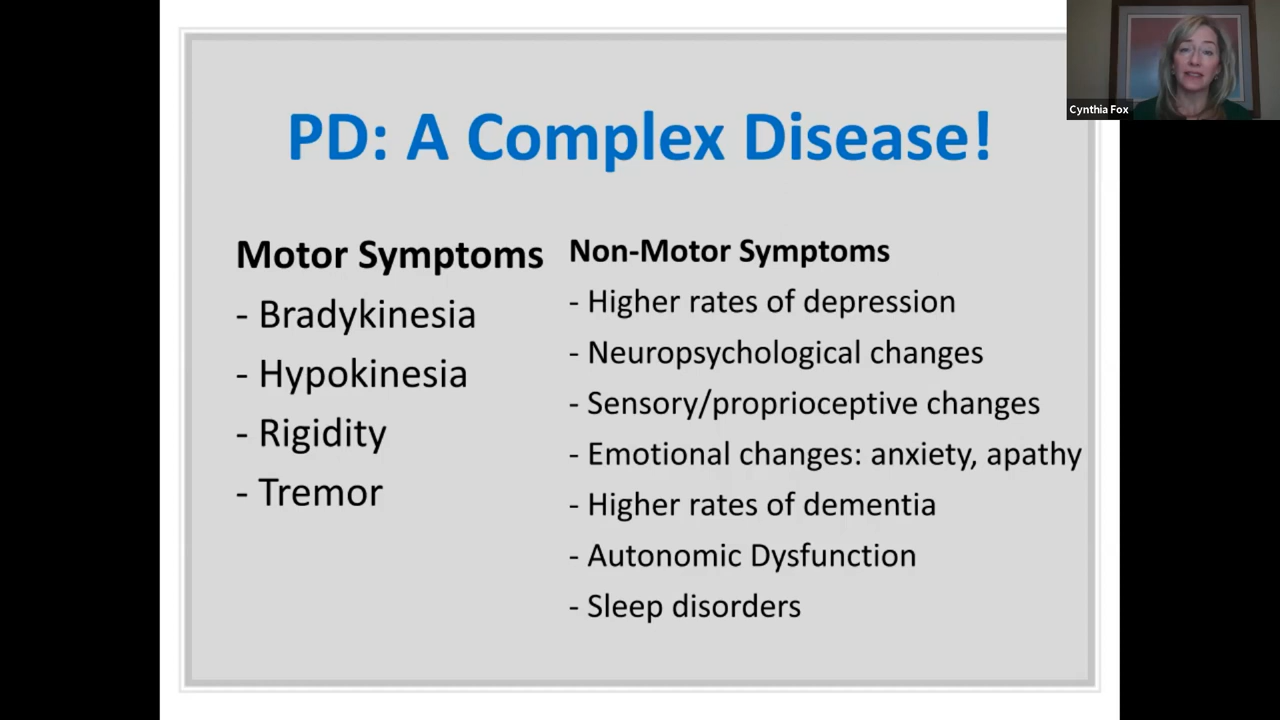 PD: A Complex Disease!
Motor Symptoms
- Bradykinesia
- Hypokinesia
- Rigidity
- Tremor
Non-Motor Symptoms
- Higher rates of depression
- Neuropsychological changes
- Sensory/proprioceptive changes
- Emotional changes: anxiety, apathy
- Higher rates of dementia
- Autonomic Dysfunction
- Sleep disorders
Cynthia Fox